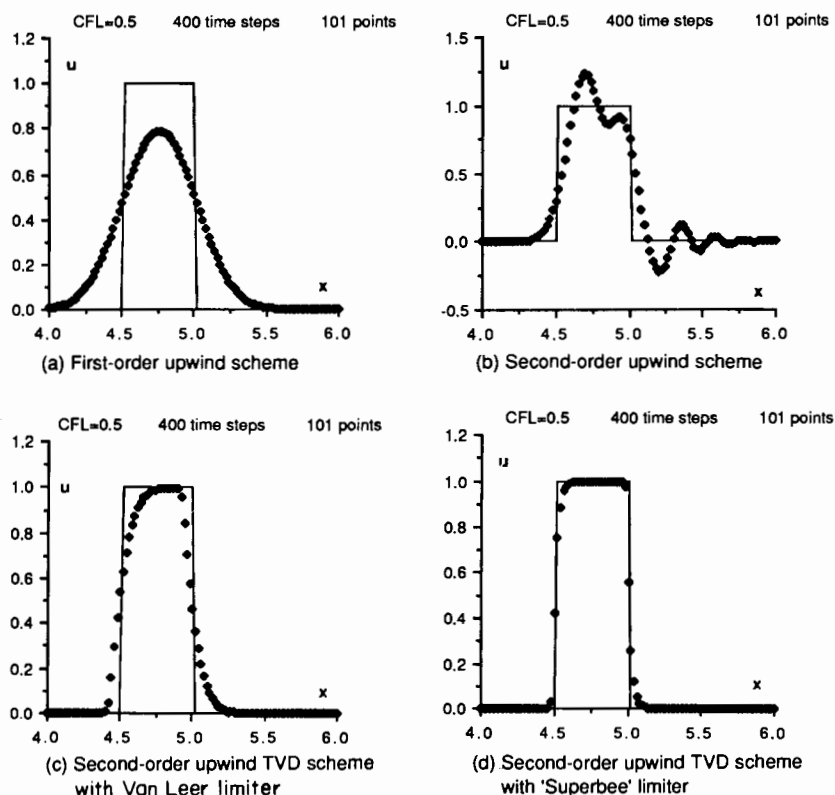 CFL=0.5 400 time steps 101 points
1.2
u
1.0
0.8
0.6
0.4
0.2
x
0.0
4.0 4.5 5.0 5.5 6.0
(a) First-order upwind scheme
CFL=0.5 400 time steps 101 points
1.5
u
1.0
0.5
0.0
x
-0.5
4.0 4.5 5.0 5.5 6.0
(b) Second-order upwind scheme
CFL=0.5 400 time steps 101 points
1.2
u
1.0
0.8
0.6
0.4
0.2
x
0.0
4.0 4.5 5.0 5.5 6.0
(c) Second-order upwind TVD scheme
with Van Leer limiter
CFL=0.5 400 time steps 101 points
1.2
u
1.0
0.8
0.6
0.4
0.2
x
0.0
4.0 4.5 5.0 5.5 6.0
(d) Second-order upwind TVD scheme
with 'Superbee' limiter